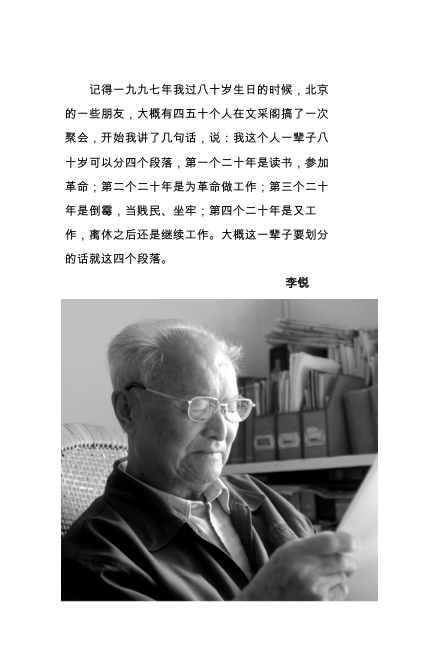 记得一九九七年我过八十岁生日的时候，北京
的一些朋友，大概有四五十个人在文采阁搞了一次
聚会，开始我讲了几句话，说：我这个人一辈子八
十岁可以分四个段落，第一个二十年是读书，参加
革命；第二个二十年是为革命做工作；第三个二十
年是倒霉，当贱民、坐牢；第四个二十年是又工
作，离休之后还是继续工作。大概这一辈子要划分
的话就这四个段落。
李锐